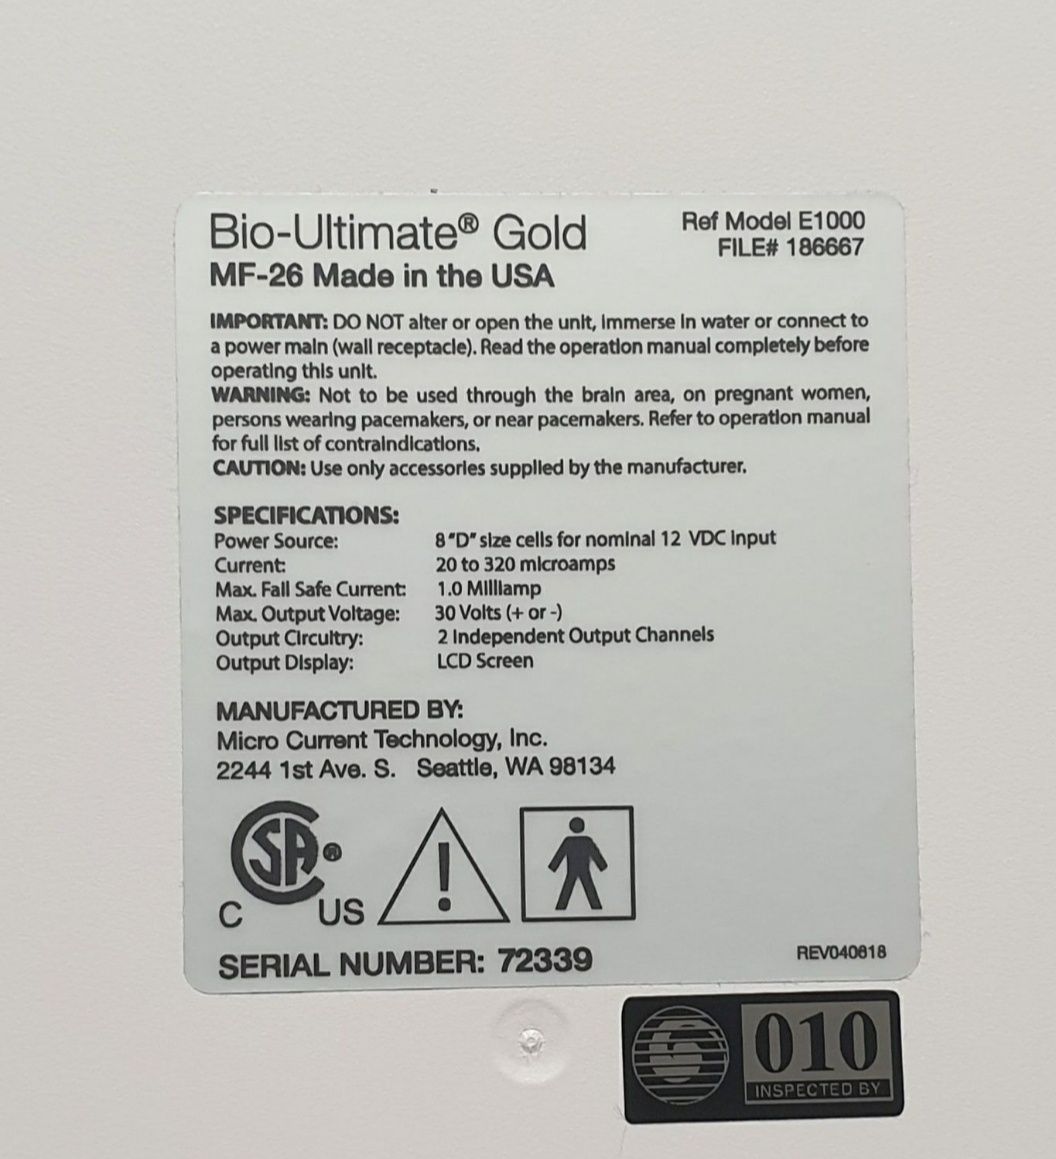 Bio-Ultimate® Gold
Ref Model E1000
FILE# 186667
MF-26 Made in the USA
IMPORTANT: DO NOT alter or open the unit, immerse in water or connect to
a power main (wall receptacle). Read the operation manual completely before
operating this unit.
WARNING: Not to be used through the brain area, on pregnant women,
persons wearing pacemakers, or near pacemakers. Refer to operation manual
for full list of contraindications.
CAUTION: Use only accessories supplied by the manufacturer.
SPECIFICATIONS:
Power Source: 8 "D" size cells for nominal 12 VDC input
Current: 20 to 320 microamps
Max. Fail Safe Current: 1.0 Milliamp
Max. Output Voltage: 30 Volts (+ or -)
Output Circuitry: 2 Independent Output Channels
Output Display: LCD Screen
MANUFACTURED BY:
Micro Current Technology, Inc.
2244 1st Ave. S. Seattle, WA 98134
SA®
!
C US
SERIAL NUMBER: 72339
REV040618
010
INSPECTED BY